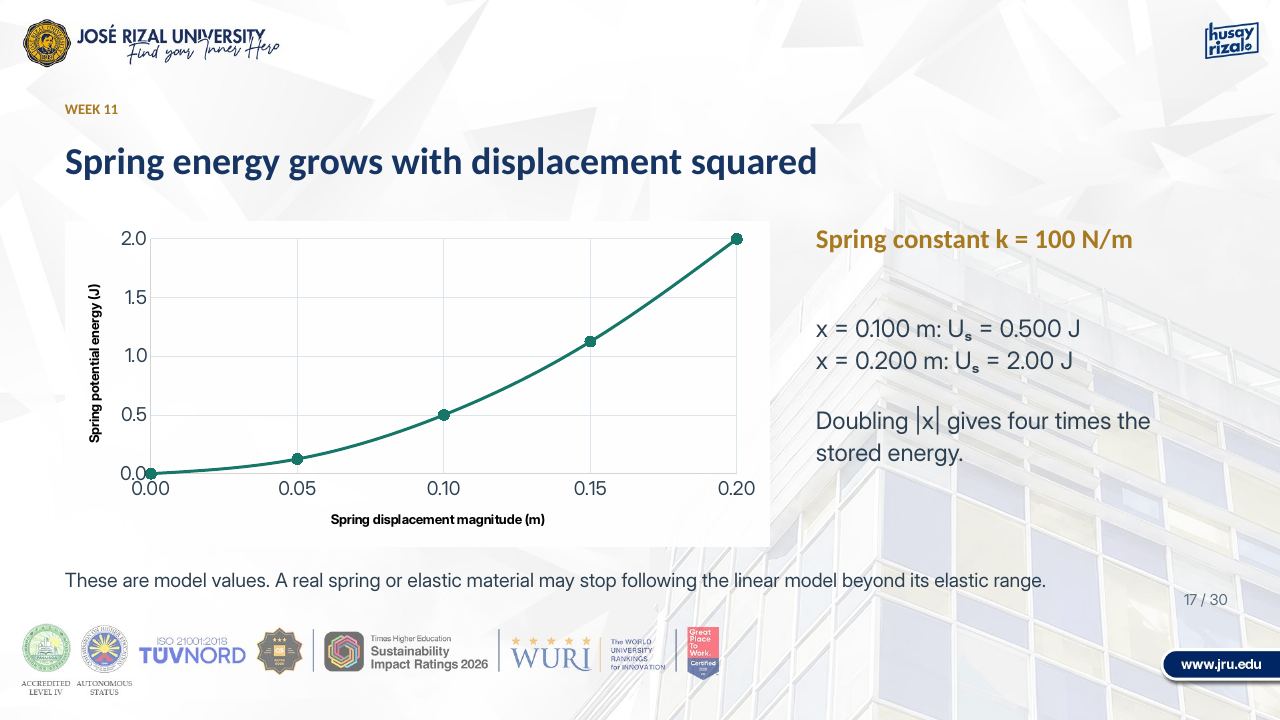 JOSÉ RIZAL UNIVERSITY
Find your Inner Hero
husay
rizal
WEEK 11
Spring energy grows with displacement squared
2.0
1.5
1.0
0.5
0.0
0.00 0.05 0.10 0.15 0.20
Spring potential energy (J)
Spring displacement magnitude (m)
Spring constant k = 100 N/m
x = 0.100 m: Uₛ = 0.500 J
x = 0.200 m: Uₛ = 2.00 J
Doubling |x| gives four times the
stored energy.
These are model values. A real spring or elastic material may stop following the linear model beyond its elastic range.
17 / 30
ACCREDITED
LEVEL IV
AUTONOMOUS
STATUS
ISO 21001:2018
TÜVNORD
Times Higher Education
Sustainability
Impact Ratings 2026
WURI
The WORLD
UNIVERSITY
RANKINGS
for INNOVATION
Great
Place
To
Work.
Certified
www.jru.edu